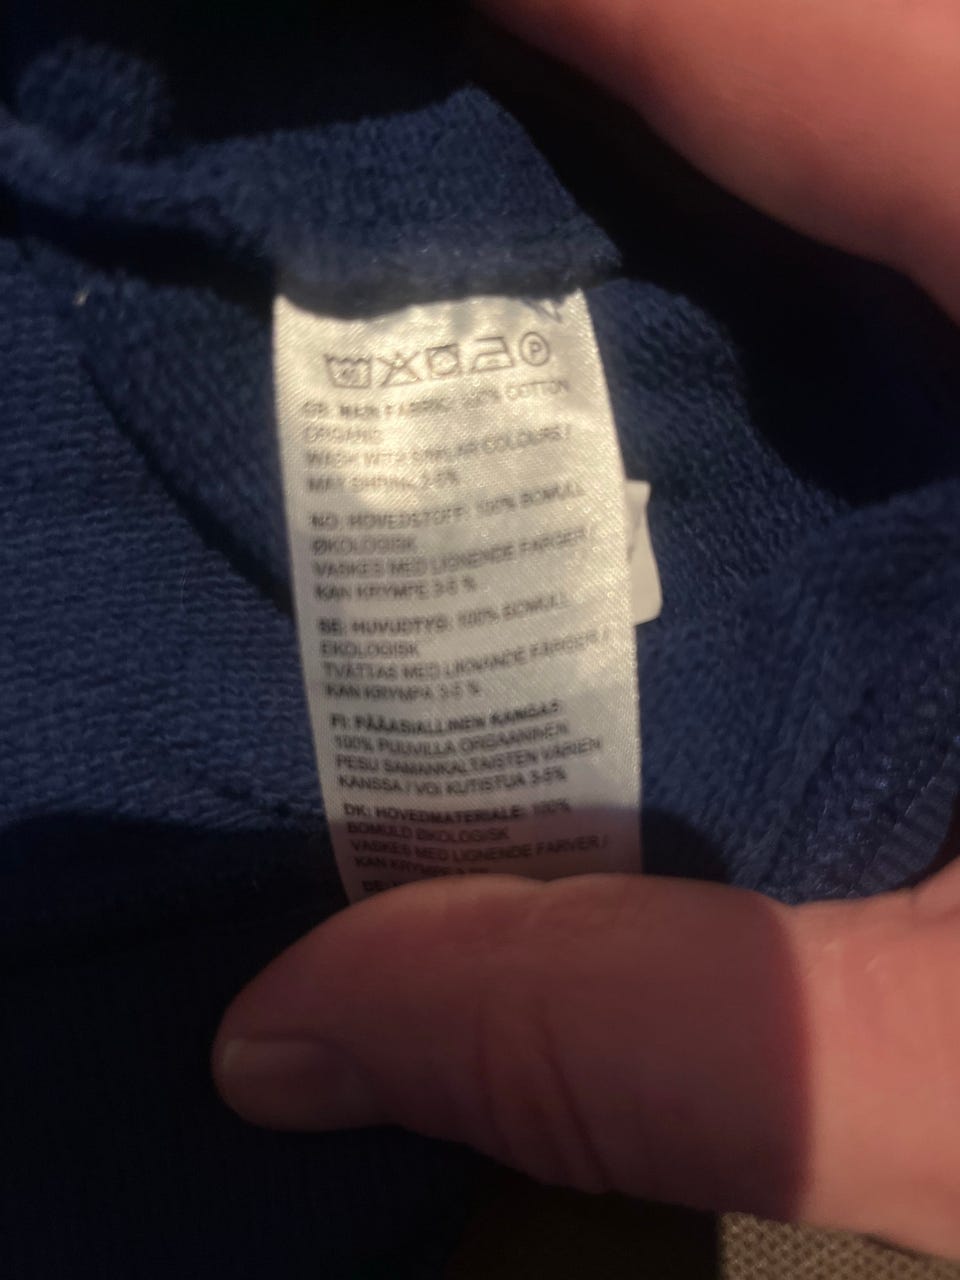 P
GB: MAIN FABRIC: 100% COTTON
ORGANIC
WASH WITH SIMILAR COLOURS /
MAY SHRINK 3-5%
NO: HOVEDSTOFF: 100% BOMULL
ØKOLOGISK
VASKES MED LIGNENDE FARGER /
KAN KRYMPE 3-5 %
SE: HUVUDTYG: 100% BOMULL
EKOLOGISK
TVÄTTAS MED LIKNANDE FÄRGER /
KAN KRYMPA 3-5 %
FI: PÄÄASIALLINEN KANGAS:
100% PUUVILLA ORGAANINEN
PESU SAMANKALTAISTEN VÄRIEN
KANSSA / VOI KUTISTUA 3-5%
DK: HOVEDMATERIALE: 100%
BOMULD ØKOLOGISK
VASKES MED LIGNENDE FARVER /
KAN KRYMPE